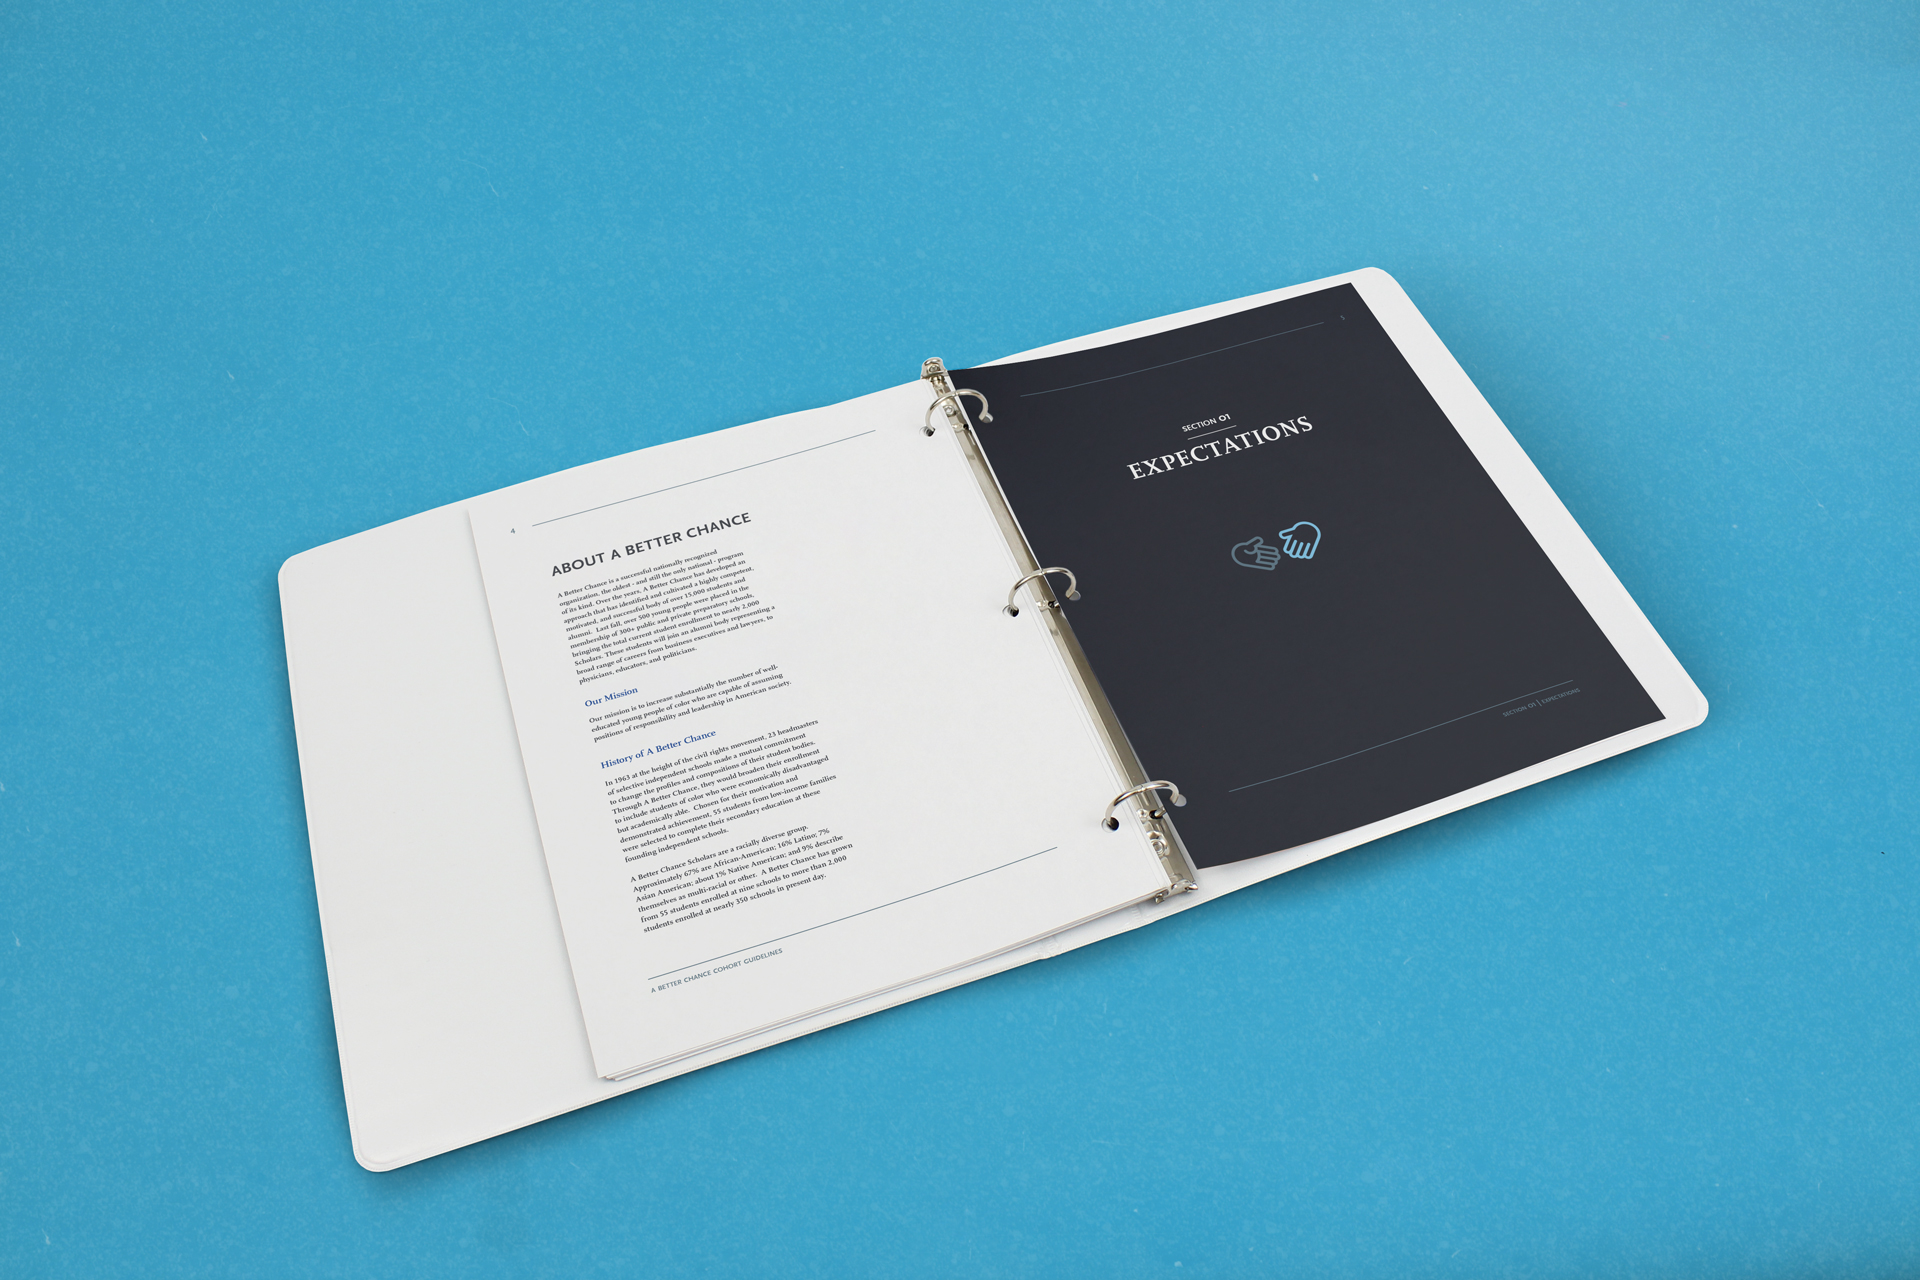 4
ABOUT A BETTER CHANCE
A Better Chance is a successful nationally recognized
organization, the oldest - and still the only national - program
of its kind. Over the years, A Better Chance has developed an
approach that has identified and cultivated a highly competent,
motivated, and successful body of over 15,000 students and
alumni.  Last fall, over 500 young people were placed in the
membership of 300+ public and private preparatory schools,
bringing the total current student enrollment to nearly 2,000
Scholars. These students will join an alumni body representing a
broad range of careers from business executives and lawyers, to
physicians, educators, and politicians.
Our Mission
Our mission is to increase substantially the number of well-
educated young people of color who are capable of assuming
positions of responsibility and leadership in American society.
History of A Better Chance
In 1963 at the height of the civil rights movement, 23 headmasters
of selective independent schools made a mutual commitment
to change the profiles and compositions of their student bodies.
Through A Better Chance, they would broaden their enrollment
to include students of color who were economically disadvantaged
but academically able.  Chosen for their motivation and
demonstrated achievement, 55 students from low-income families
were selected to complete their secondary education at these
founding independent schools.
A Better Chance Scholars are a racially diverse group.
Approximately 67% are African-American; 16% Latino; 7%
Asian American; about 1% Native American; and 9% describe
themselves as multi-racial or other.  A Better Chance has grown
from 55 students enrolled at nine schools to more than 2,000
students enrolled at nearly 350 schools in present day.
A BETTER CHANCE COHORT GUIDELINES
SECTION 01
EXPECTATIONS
SECTION 01 | EXPECTATIONS